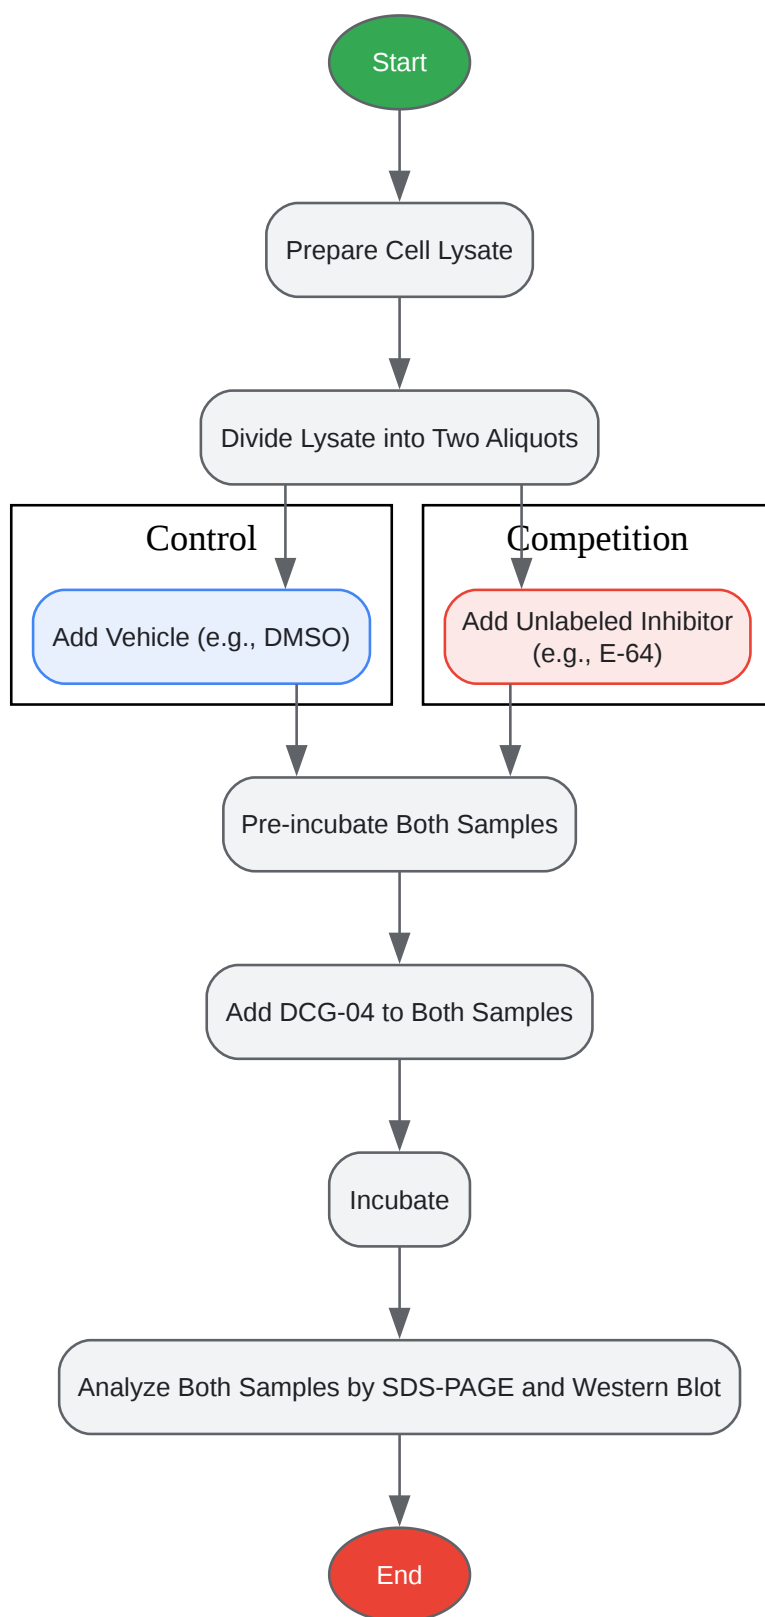 Start
Prepare Cell Lysate
Divide Lysate into Two Aliquots
Control
Competition
Add Vehicle (e.g., DMSO)
Add Unlabeled Inhibitor
(e.g., E-64)
Pre-incubate Both Samples
Add DCG-04 to Both Samples
Incubate
Analyze Both Samples by SDS-PAGE and Western Blot
End